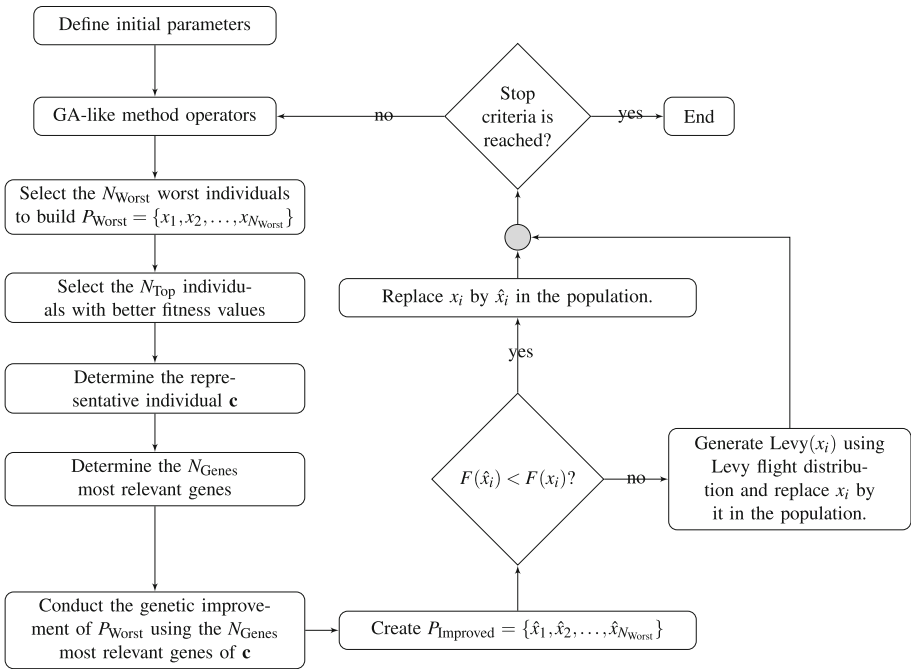 Define initial parameters
GA-like method operators
Select the N_Worst worst individuals
to build P_Worst = {x_1, x_2, . . . , x_{N_Worst}}
Select the N_Top individu-
als with better fitness values
Determine the repre-
sentative individual c
Determine the N_Genes
most relevant genes
Conduct the genetic improve-
ment of P_Worst using the N_Genes
most relevant genes of c
Create P_Improved = {x̂_1, x̂_2, . . . , x̂_{N_Worst}}
F(x̂_i) < F(x_i)?
yes
no
Replace x_i by x̂_i in the population.
Generate Levy(x_i) using
Levy flight distribu-
tion and replace x_i by
it in the population.
Stop
criteria is
reached?
no
yes
End